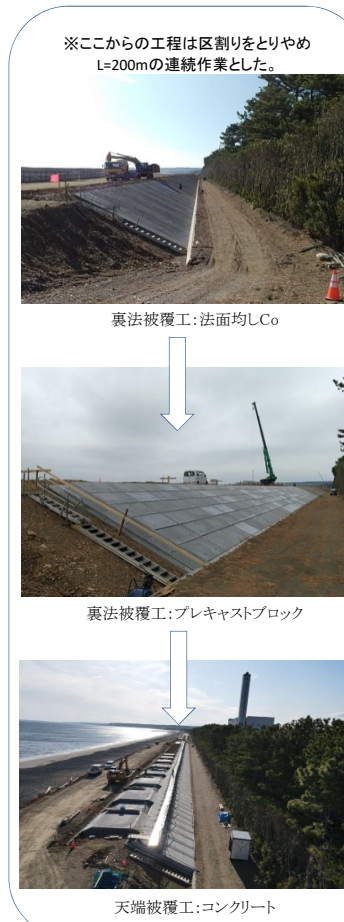 ※ここからの工程は区割りをとりやめ
L=200mの連続作業とした。
裏法被覆工:法面均しCo
裏法被覆工:プレキャストブロック
天端被覆工:コンクリート